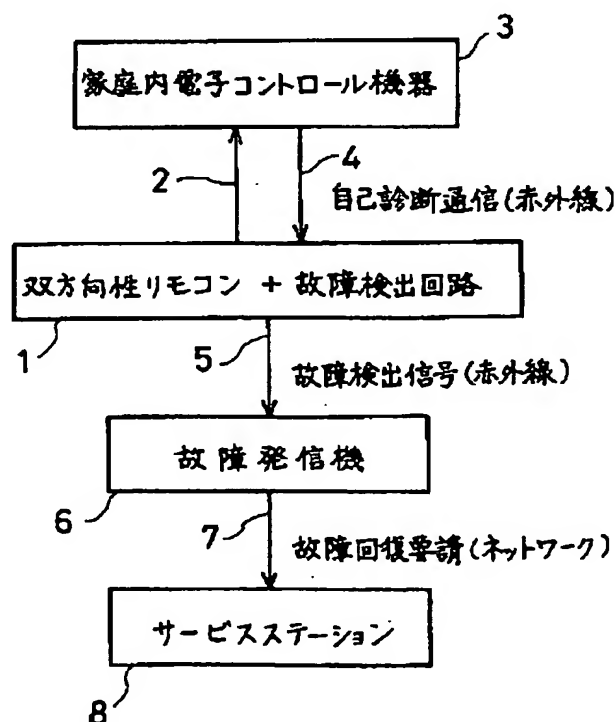 3
家庭内電子コントロール機器
2
4
自己診断通信(赤外線)
双方向性リモコン + 故障検出回路
1
5
故障検出信号(赤外線)
故障発信機
6
7
故障回復要請(ネットワーク)
サービスステーション
8